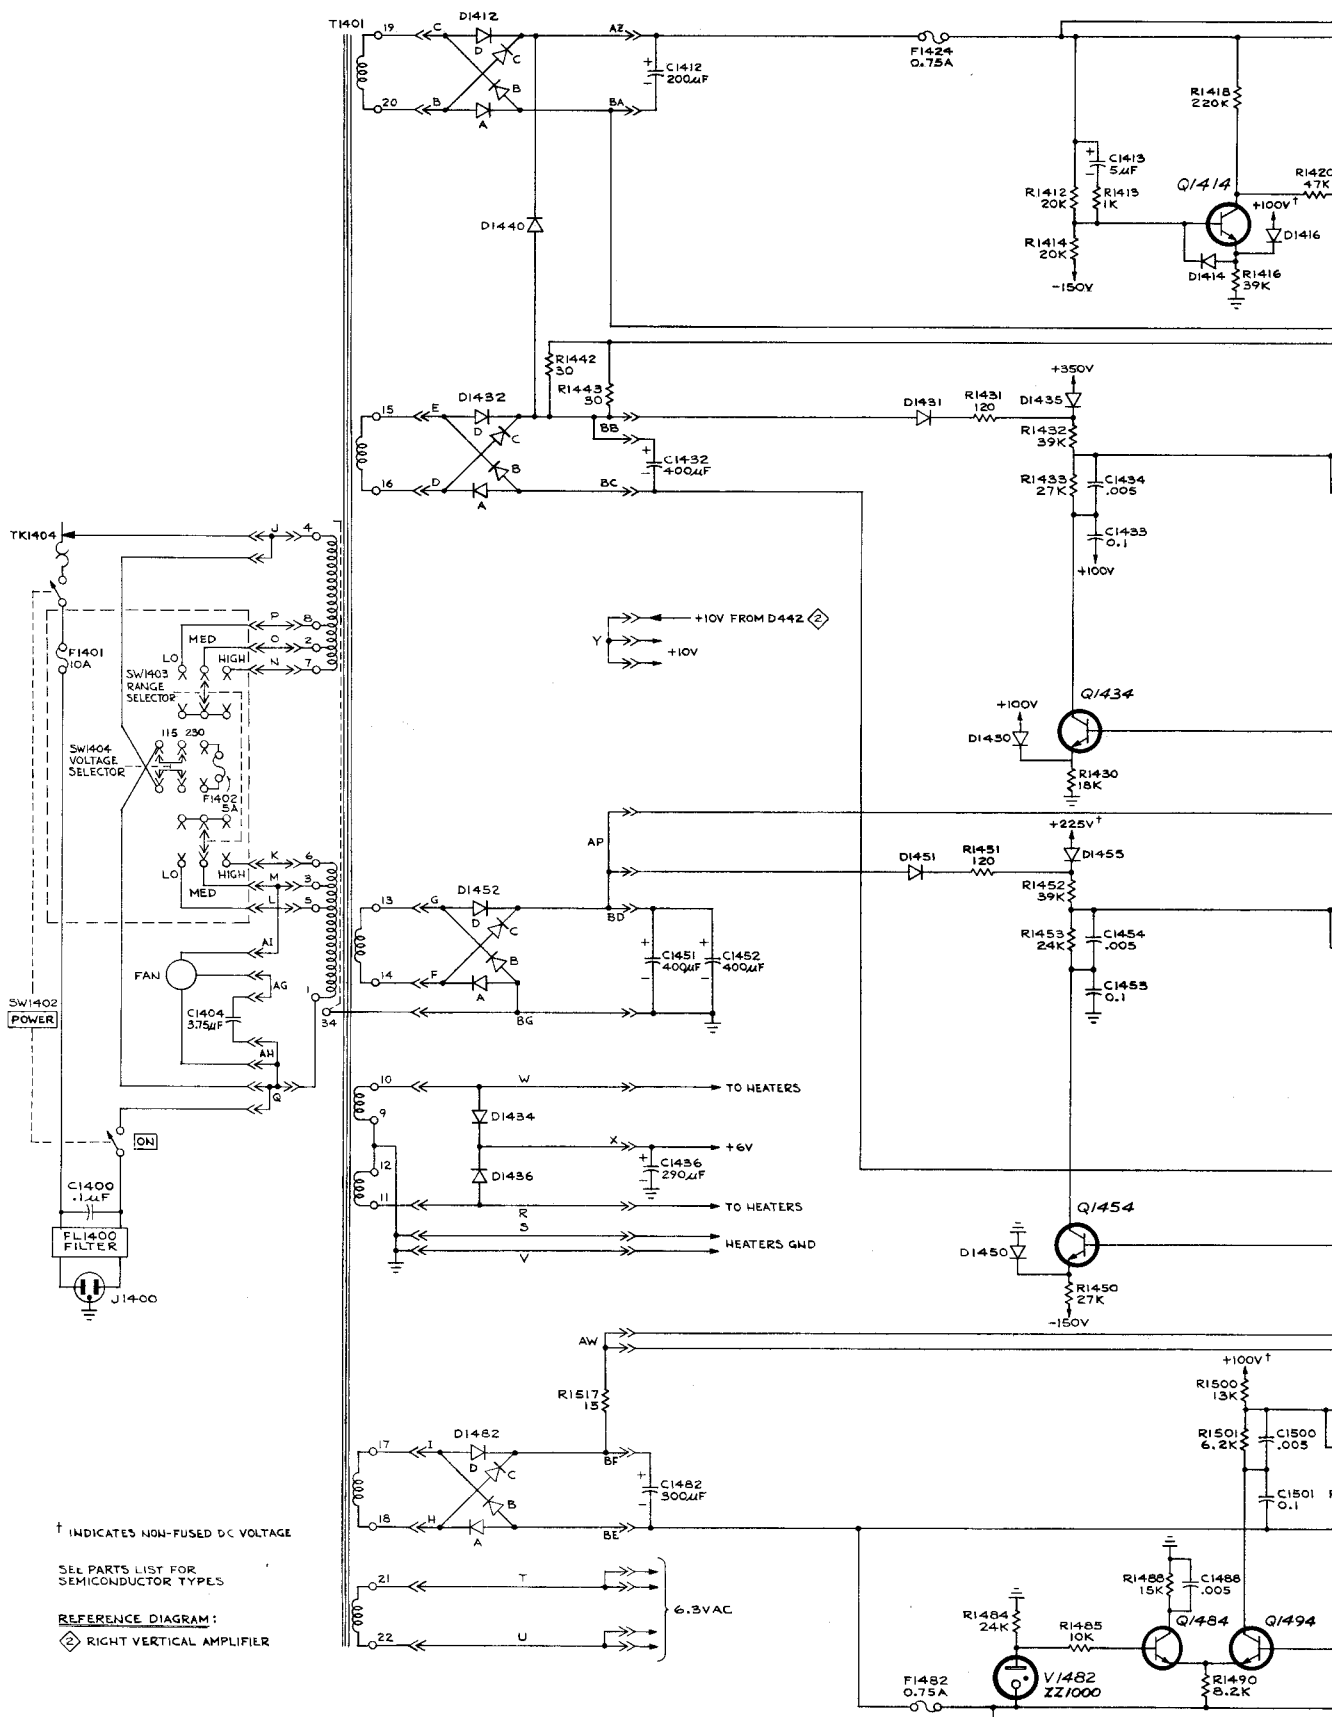 T1401
19
C
D1412
D
C
B
A
20
B
AZ
BA
+
C1412
200µF
-
F1424
0.75A
R1418
220K
+
C1413
5µF
-
R1412
20K
R1413
1K
Q1414
R1420
47K
+100V†
D1416
R1414
20K
-150V
D1414
R1416
39K
D1440
R1442
30
R1443
30
15
E
D1432
D
C
B
A
16
D
BB
BC
+
C1432
400µF
-
D1431
R1431
120
+350V
D1435
R1432
39K
R1433
27K
C1434
.005
C1433
0.1
+100V
TK1404
J
4
P
8
O
2
N
7
MED
LO
HIGH
F1401
10A
SW1403
RANGE
SELECTOR
115
230
SW1404
VOLTAGE
SELECTOR
F1402
5A
LO
HIGH
MED
K
6
M
3
L
5
Y
+10V FROM D442 2
+10V
+100V
Q1434
D1430
R1430
18K
+225V†
AP
D1451
R1451
120
D1455
R1452
39K
R1453
24K
C1454
.005
C1453
0.1
13
G
D1452
D
C
B
A
14
F
BD
BG
+
C1451
400µF
-
+
C1452
400µF
-
AI
FAN
AG
C1404
3.75µF
AH
Q
1
34
SW1402
POWER
ON
10
W
TO HEATERS
9
D1434
X
+6V
12
D1436
+
C1436
290µF
-
11
R
TO HEATERS
S
HEATERS GND
V
C1400
.1µF
FL1400
FILTER
J1400
Q1454
D1450
R1450
27K
-150V
AW
R1517
15
+100V†
R1500
13K
R1501
6.2K
C1500
.005
C1501
0.1
17
I
D1482
D
C
B
A
18
H
BF
BE
+
C1482
300µF
-
† INDICATES NON-FUSED DC VOLTAGE
SEE PARTS LIST FOR
SEMICONDUCTOR TYPES
REFERENCE DIAGRAM:
2 RIGHT VERTICAL AMPLIFIER
21
T
22
U
6.3VAC
R1488
15K
C1488
.005
R1484
24K
R1485
10K
Q1484
Q1494
V1482
ZZ1000
R1490
8.2K
F1482
0.75A